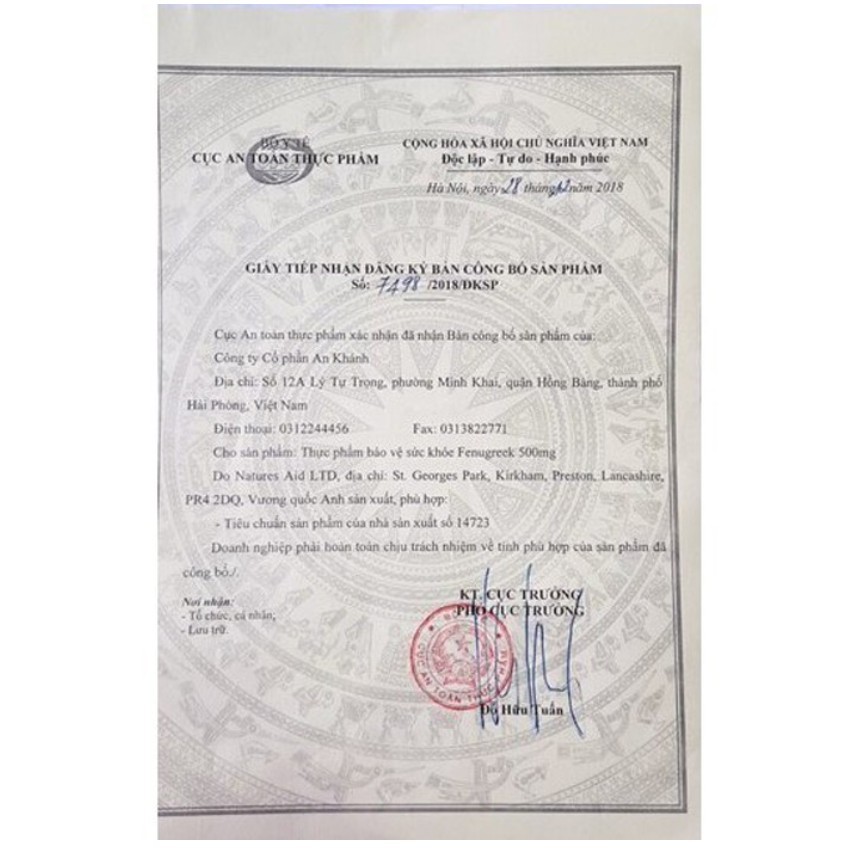 BỘ Y TẾ
CỤC AN TOÀN THỰC PHẨM
CỘNG HÒA XÃ HỘI CHỦ NGHĨA VIỆT NAM
Độc lập - Tự do - Hạnh phúc
Hà Nội, ngày 28 tháng 12 năm 2018
GIẤY TIẾP NHẬN ĐĂNG KÝ BẢN CÔNG BỐ SẢN PHẨM
Số: 7498 /2018/ĐKSP
Cục An toàn thực phẩm xác nhận đã nhận Bản công bố sản phẩm của:
Công ty Cổ phần An Khánh
Địa chỉ: Số 12A Lý Tự Trọng, phường Minh Khai, quận Hồng Bàng, thành phố
Hải Phòng, Việt Nam
Điện thoại: 0312244456 Fax: 0313822771
Cho sản phẩm: Thực phẩm bảo vệ sức khỏe Fenugreek 500mg
Do Natures Aid LTD, địa chỉ: St. Georges Park, Kirkham, Preston, Lancashire,
PR4 2DQ, Vương quốc Anh sản xuất, phù hợp:
- Tiêu chuẩn sản phẩm của nhà sản xuất số 14723
Doanh nghiệp phải hoàn toàn chịu trách nhiệm về tính phù hợp của sản phẩm đã
công bố./.
Nơi nhận:
- Tổ chức, cá nhân;
- Lưu trữ.
KT. CỤC TRƯỞNG
PHÓ CỤC TRƯỞNG
CỤC AN TOÀN THỰC PHẨM
Đỗ Hữu Tuấn